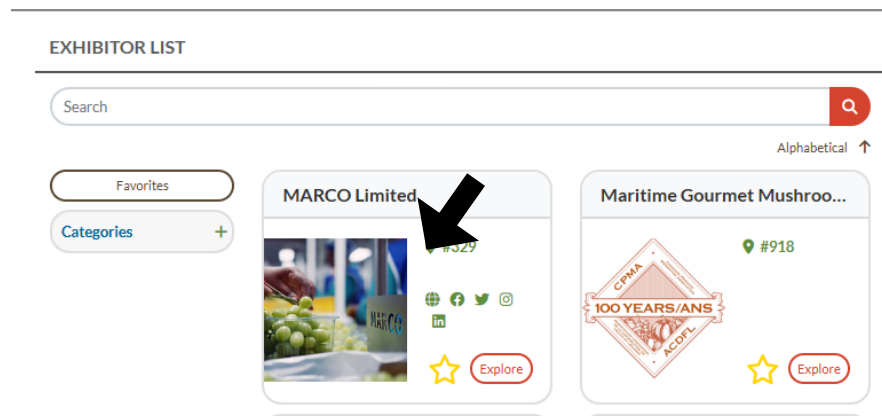 EXHIBITOR LIST
Search
Alphabetical
Favorites
Categories +
MARCO Limited
#329
MARCO
Explore
Maritime Gourmet Mushroo...
#918
CPMA
100 YEARS/ANS
ACDFL
Explore